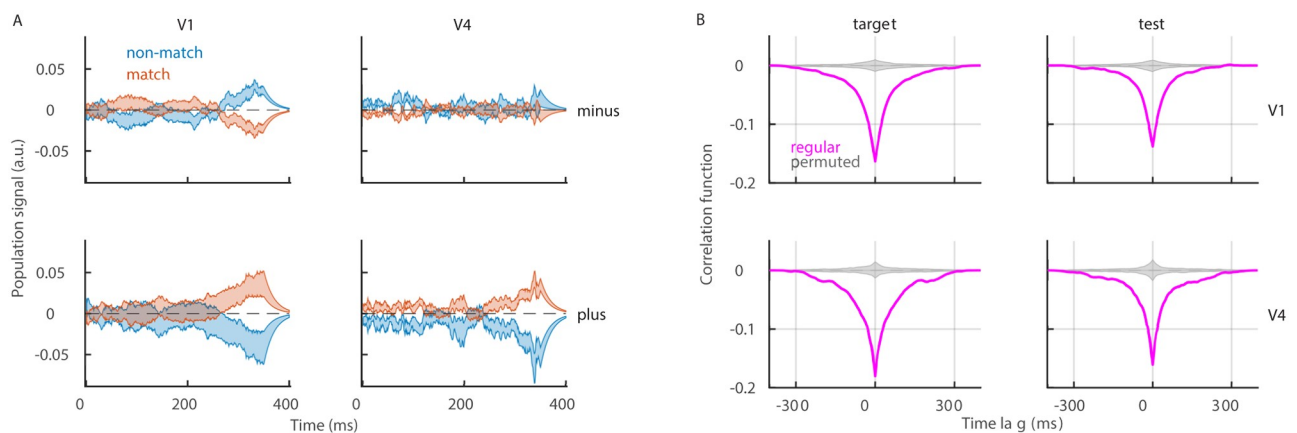 A
V1
V4
B
target
test
non-match
match
0.05
0
-0.05
minus
0
-0.1
-0.2
regular
permuted
V1
Population signal (a.u.)
Correlation function
0.05
0
-0.05
plus
0
-0.1
-0.2
V4
0
200
400
0
200
400
-300
0
300
-300
0
300
Time (ms)
Time la g (ms)